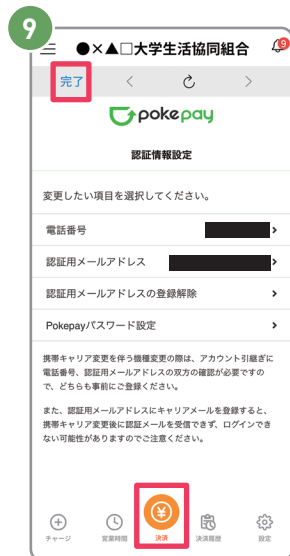 9
●×▲□大学生活協同組合
9
完了
pokepay
認証情報設定
変更したい項目を選択してください。
電話番号
認証用メールアドレス
認証用メールアドレスの登録解除
Pokepayパスワード設定
携帯キャリア変更を伴う機種変更の際は、アカウント引継ぎに
電話番号、認証用メールアドレスの双方の確認が必要ですの
で、どちらも事前にご登録ください。
また、認証用メールアドレスにキャリアメールを登録すると、
携帯キャリア変更後に認証メールを受信できず、ログインでき
ない可能性がありますのでご注意ください。
チャージ 営業時間 決済 決済履歴 設定